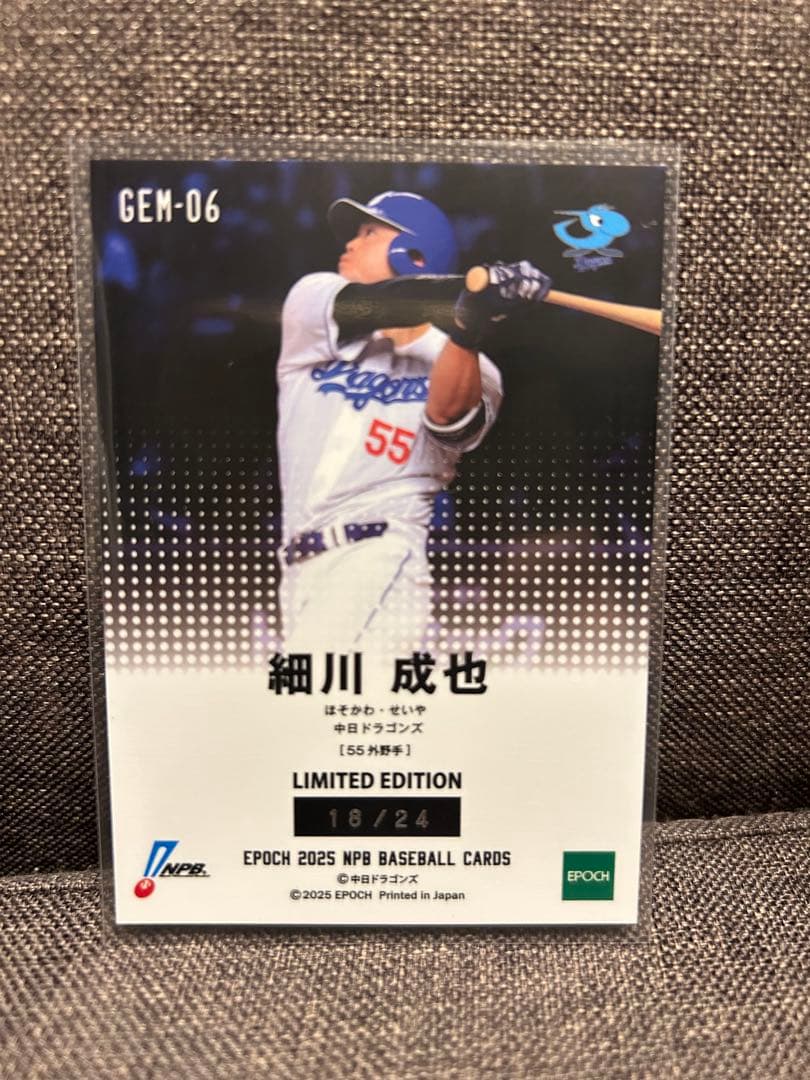 GEM-06
Dragons
55
細川 成也
ほそかわ・せいや
中日ドラゴンズ
[55 外野手]
LIMITED EDITION
18/24
NPB.
EPOCH 2025 NPB BASEBALL CARDS
©中日ドラゴンズ
©2025 EPOCH Printed in Japan
EPOCH